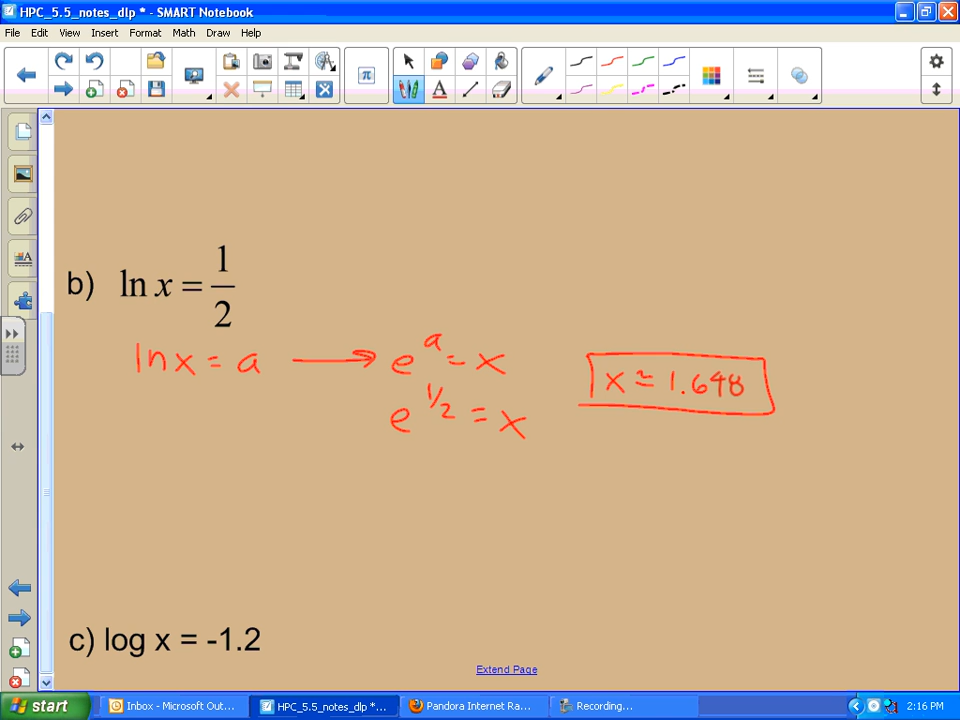 HPC_5.5_notes_dlp * - SMART Notebook
File Edit View Insert Format Math Draw Help
π
A
b) ln x = 1/2
ln x = a → e^a = x
x ≃ 1.648
e^1/2 = x
c) log x = -1.2
Extend Page
start Inbox - Microsoft Out... HPC_5.5_notes_dlp *... Pandora Internet Ra... Recording... 2:16 PM